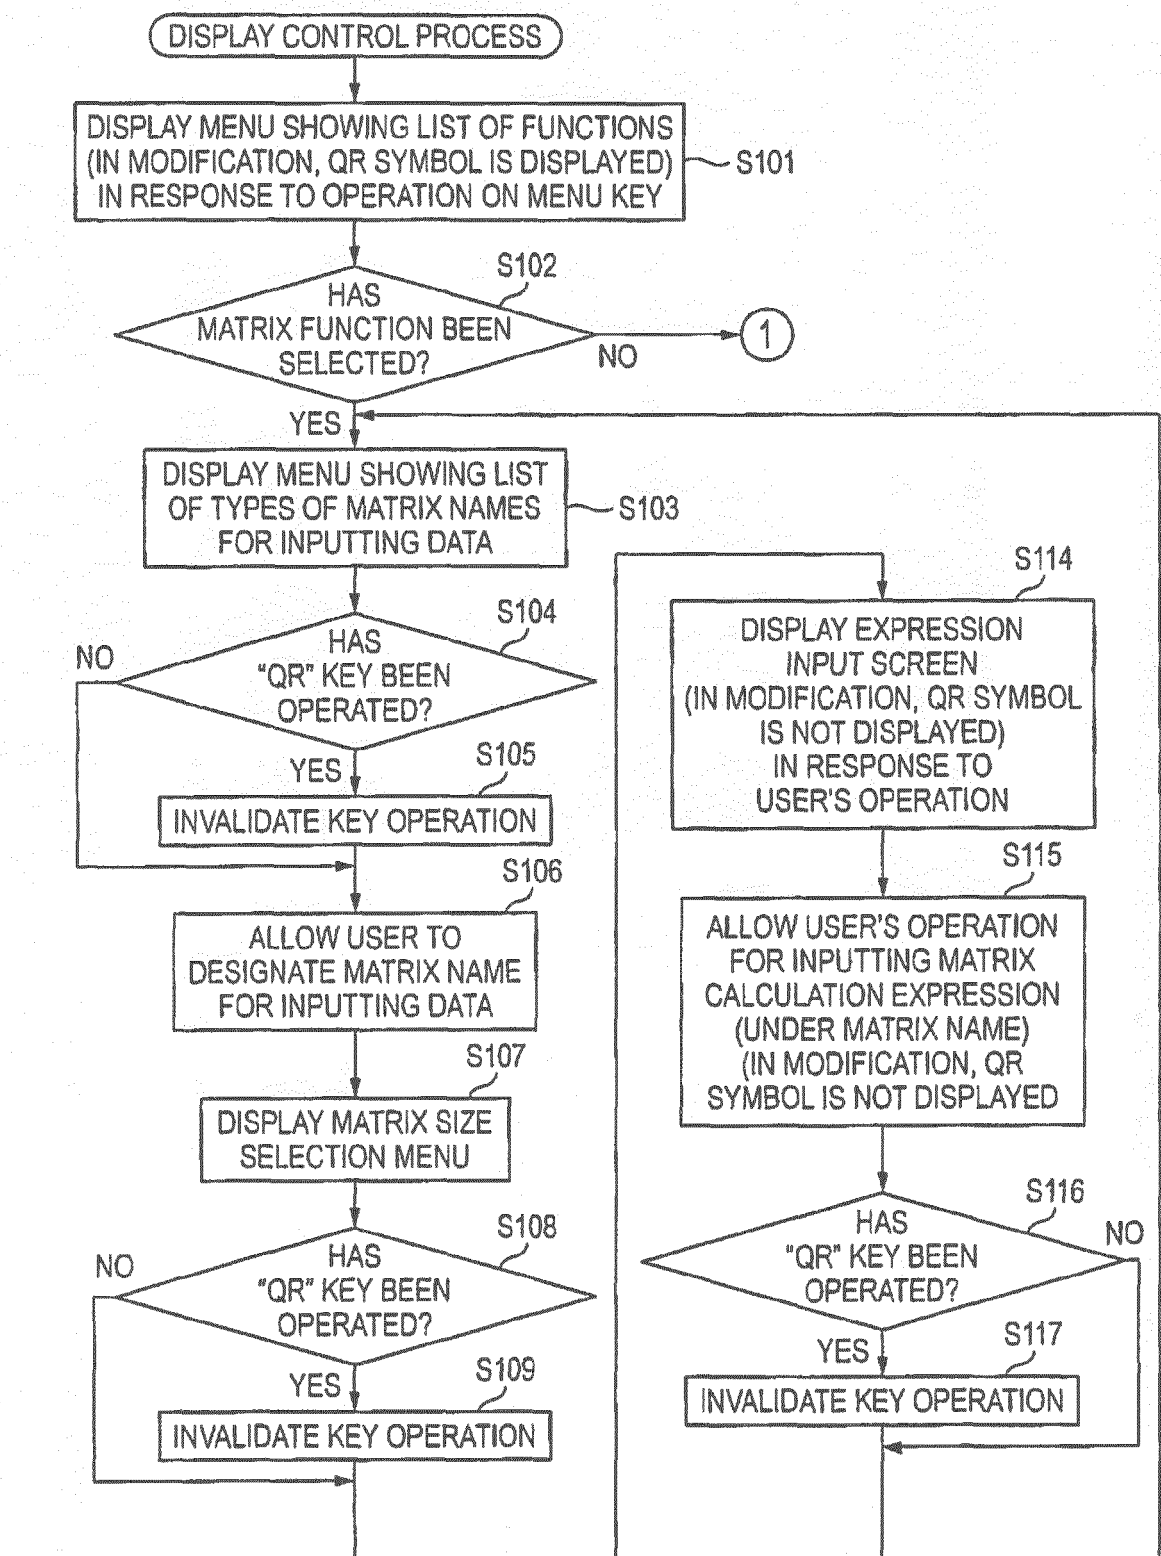 DISPLAY CONTROL PROCESS
DISPLAY MENU SHOWING LIST OF FUNCTIONS
(IN MODIFICATION, QR SYMBOL IS DISPLAYED)
IN RESPONSE TO OPERATION ON MENU KEY
S101
S102
HAS
MATRIX FUNCTION BEEN
SELECTED?
NO
1
YES
DISPLAY MENU SHOWING LIST
OF TYPES OF MATRIX NAMES
FOR INPUTTING DATA
S103
S104
HAS
"QR" KEY BEEN
OPERATED?
NO
YES
S105
INVALIDATE KEY OPERATION
S106
ALLOW USER TO
DESIGNATE MATRIX NAME
FOR INPUTTING DATA
S107
DISPLAY MATRIX SIZE
SELECTION MENU
S108
HAS
"QR" KEY BEEN
OPERATED?
NO
YES
S109
INVALIDATE KEY OPERATION
S114
DISPLAY EXPRESSION
INPUT SCREEN
(IN MODIFICATION, QR SYMBOL
IS NOT DISPLAYED)
IN RESPONSE TO
USER'S OPERATION
S115
ALLOW USER'S OPERATION
FOR INPUTTING MATRIX
CALCULATION EXPRESSION
(UNDER MATRIX NAME)
(IN MODIFICATION, QR
SYMBOL IS NOT DISPLAYED
S116
HAS
"QR" KEY BEEN
OPERATED?
NO
YES
S117
INVALIDATE KEY OPERATION